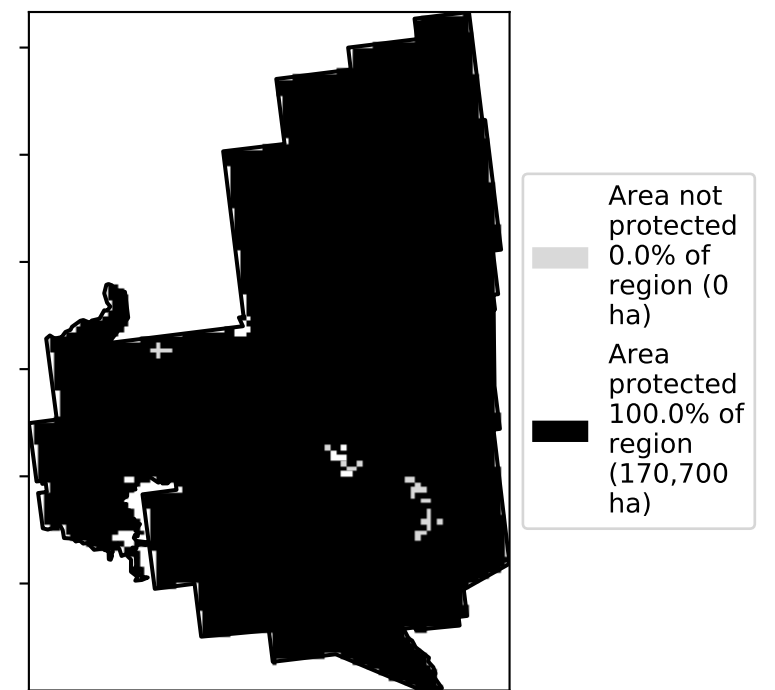 Area not
protected
0.0% of
region (0
ha)
Area
protected
100.0% of
region
(170,700
ha)